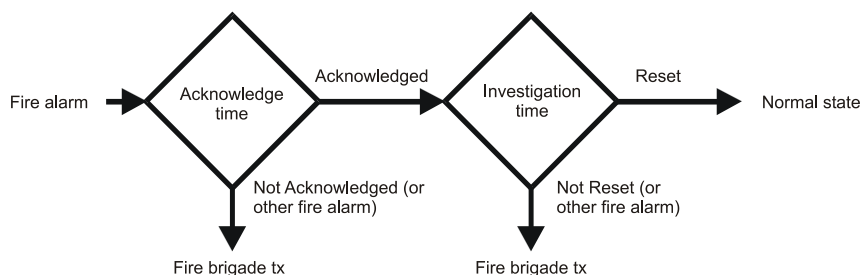 Fire alarm
Acknowledge
time
Acknowledged
Investigation
time
Reset
Normal state
Not Acknowledged (or
other fire alarm)
Not Reset (or
other fire alarm)
Fire brigade tx
Fire brigade tx